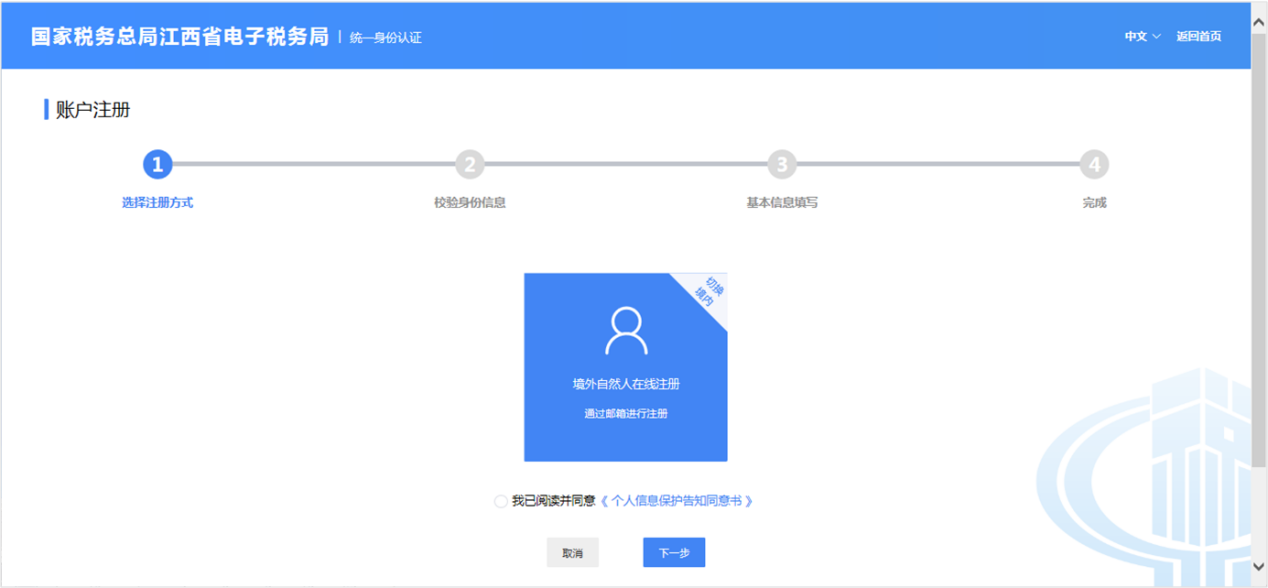 国家税务总局江西省电子税务局 | 统一身份认证 中文 返回首页
账户注册
1 2 3 4
选择注册方式 校验身份信息 基本信息填写 完成
切换
境内
境外自然人在线注册
通过邮箱进行注册
我已阅读并同意《 个人信息保护告知同意书 》
取消 下一步